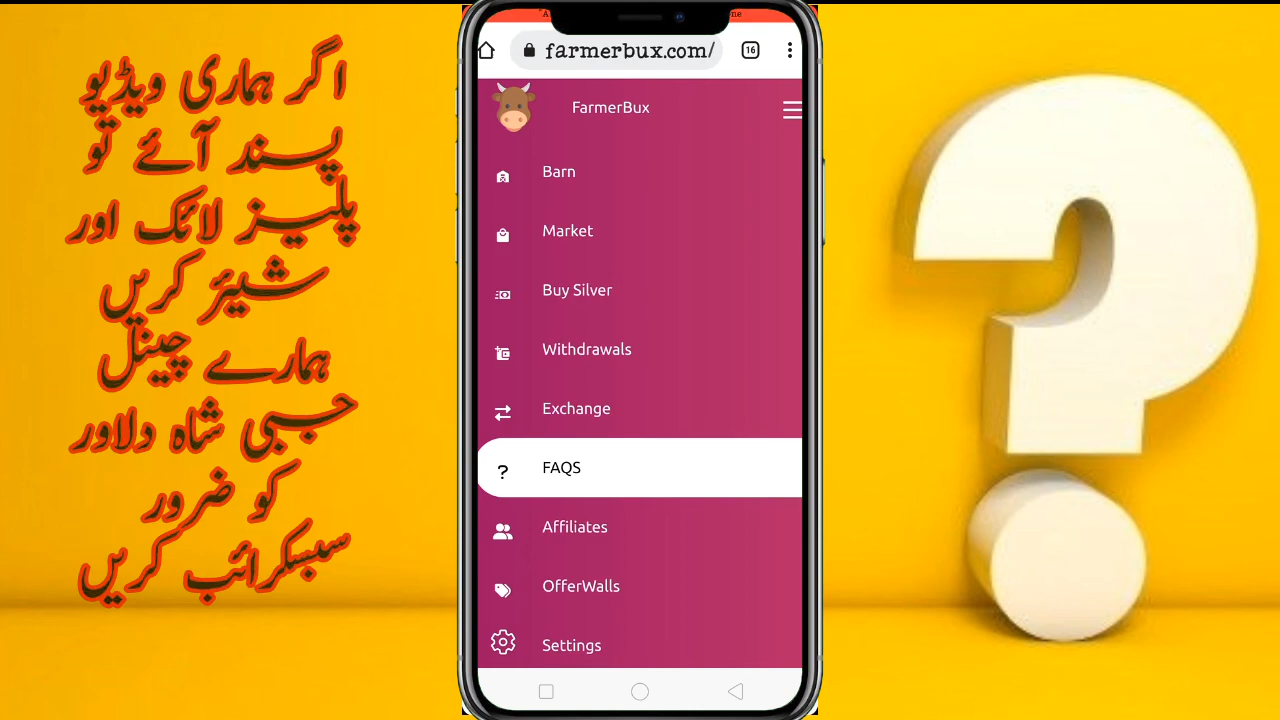 اگر ہماری ویڈیو
پسند آئے تو
پلیز لائک اور
شیئر کریں
ہمارے چینل
جبی شاہ دلاور
کو ضرور
سبسکرائب کریں
farmerbux.com/
16
FarmerBux
Barn
Market
Buy Silver
Withdrawals
Exchange
? FAQS
Affiliates
OfferWalls
Settings
?